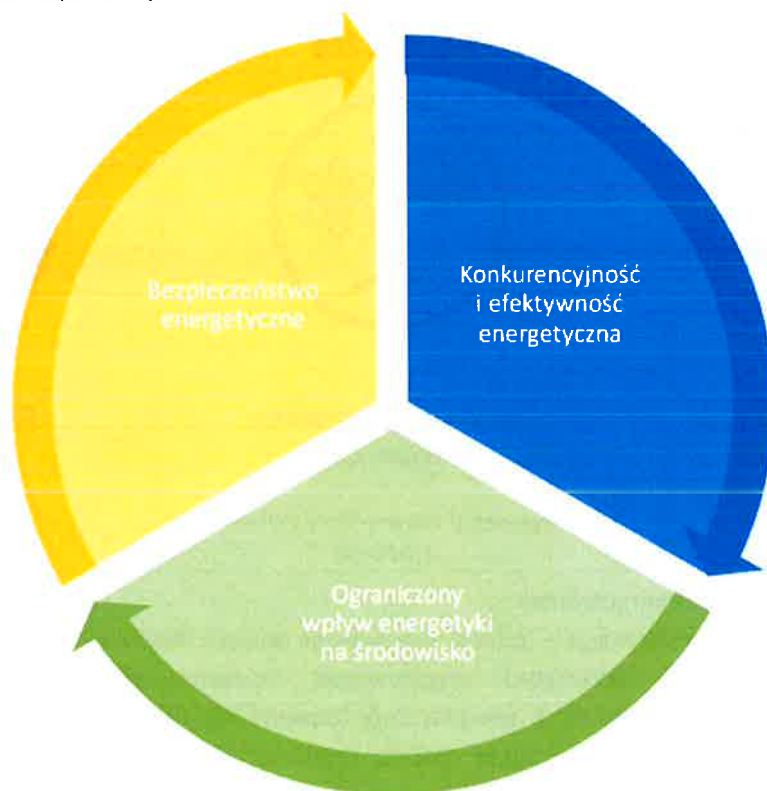 Bezpieczeństwo
energetyczne
Konkurencyjność
i efektywność
energetyczna
Ograniczony
wpływ energetyki
na środowisko